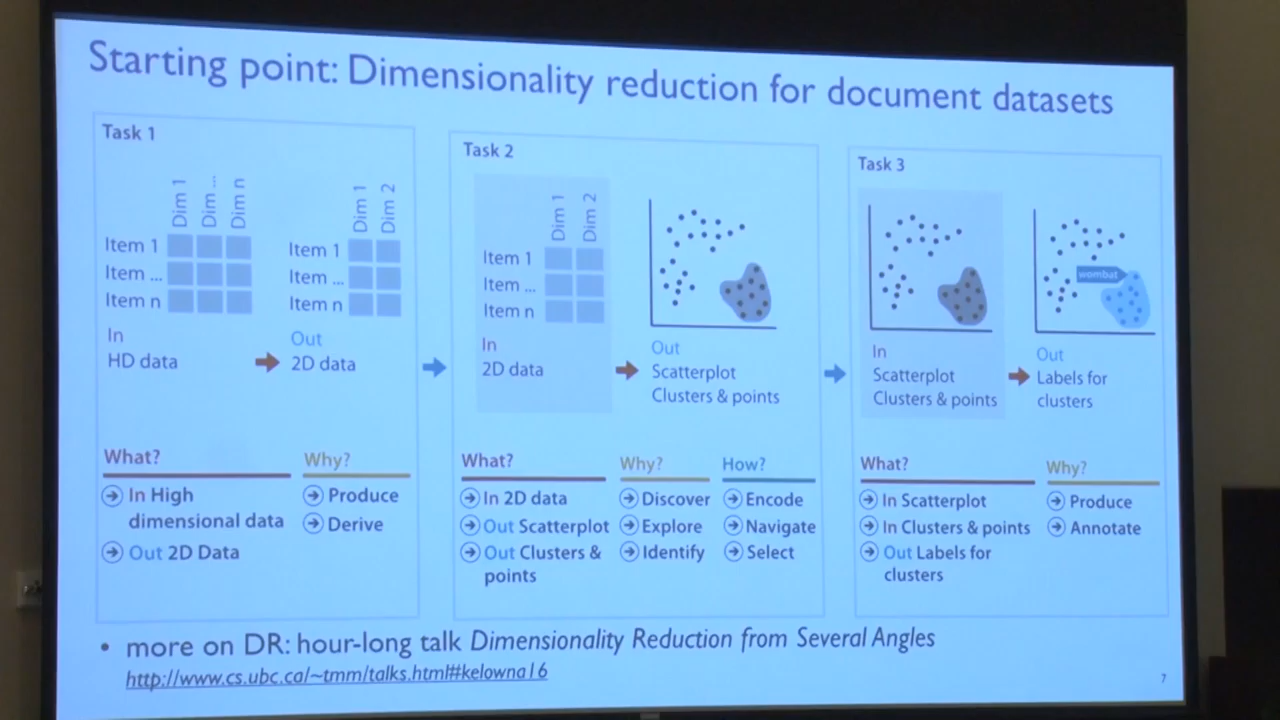 Starting point: Dimensionality reduction for document datasets
Task 1
Dim 1
Dim ...
Dim n
Item 1
Item ...
Item n
In
HD data
Dim 1
Dim 2
Item 1
Item ...
Item n
Out
2D data
What?
In High
dimensional data
Out 2D Data
Why?
Produce
Derive
Task 2
Dim 1
Dim 2
Item 1
Item ...
Item n
In
2D data
Out
Scatterplot
Clusters & points
What?
In 2D data
Out Scatterplot
Out Clusters &
points
Why?
Discover
Explore
Identify
How?
Encode
Navigate
Select
Task 3
In
Scatterplot
Clusters & points
wombat
Out
Labels for
clusters
What?
In Scatterplot
In Clusters & points
Out Labels for
clusters
Why?
Produce
Annotate
• more on DR: hour-long talk Dimensionality Reduction from Several Angles
http://www.cs.ubc.ca/~tmm/talks.html#kelowna16
7